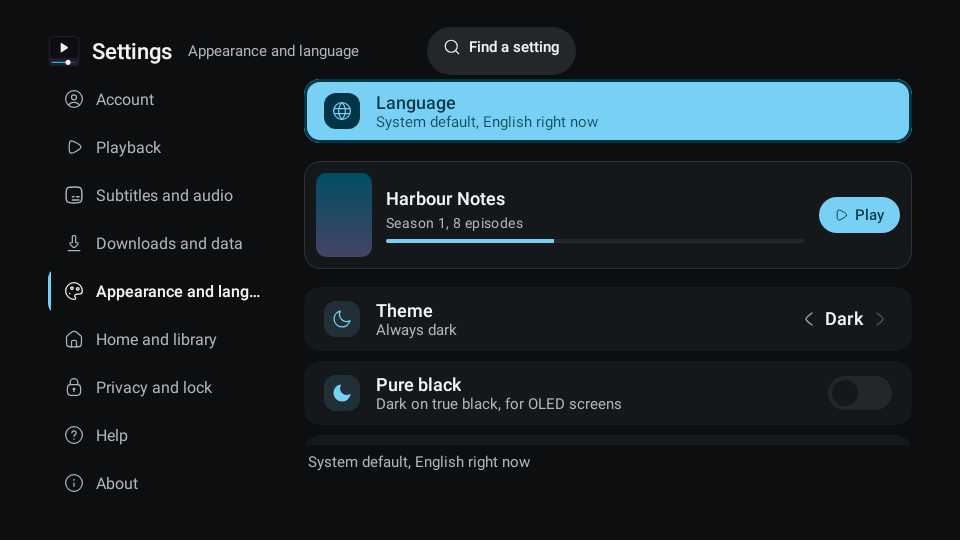 Settings
Appearance and language
Find a setting
Account
Playback
Subtitles and audio
Downloads and data
Appearance and lang…
Home and library
Privacy and lock
Help
About
Language
System default, English right now
Harbour Notes
Season 1, 8 episodes
Play
Theme
Always dark
Dark
Pure black
Dark on true black, for OLED screens
System default, English right now